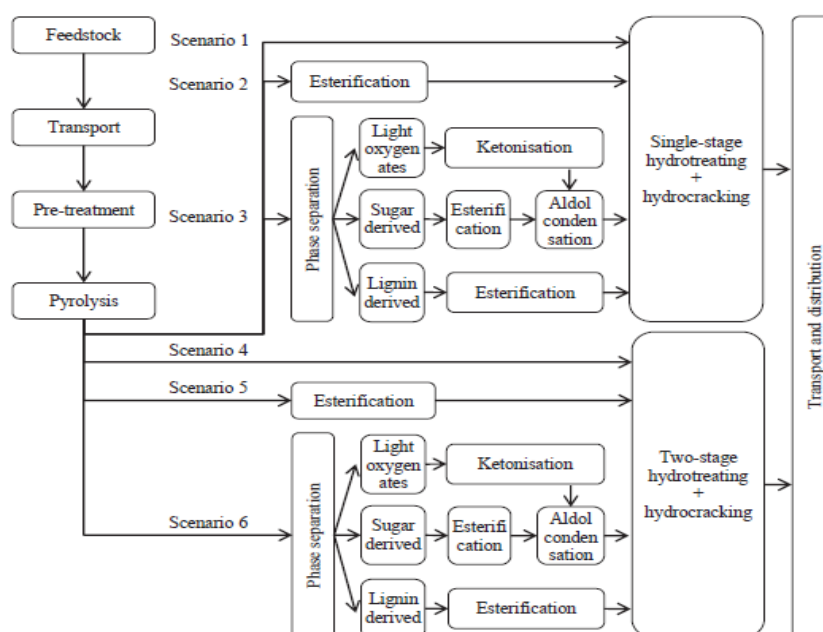 Feedstock
Transport
Pre-treatment
Pyrolysis
Scenario 1
Scenario 2
Esterification
Scenario 3
Phase separation
Light
oxygen
ates
Ketonisation
Sugar
derived
Esterifi
cation
Aldol
conden
sation
Lignin
derived
Esterification
Single-stage
hydrotreating
+
hydrocracking
Scenario 4
Scenario 5
Esterification
Scenario 6
Phase separation
Light
oxygen
ates
Ketonisation
Sugar
derived
Esterifi
cation
Aldol
conden
sation
Lignin
derived
Esterification
Two-stage
hydrotreating
+
hydrocracking
Transport and distribution